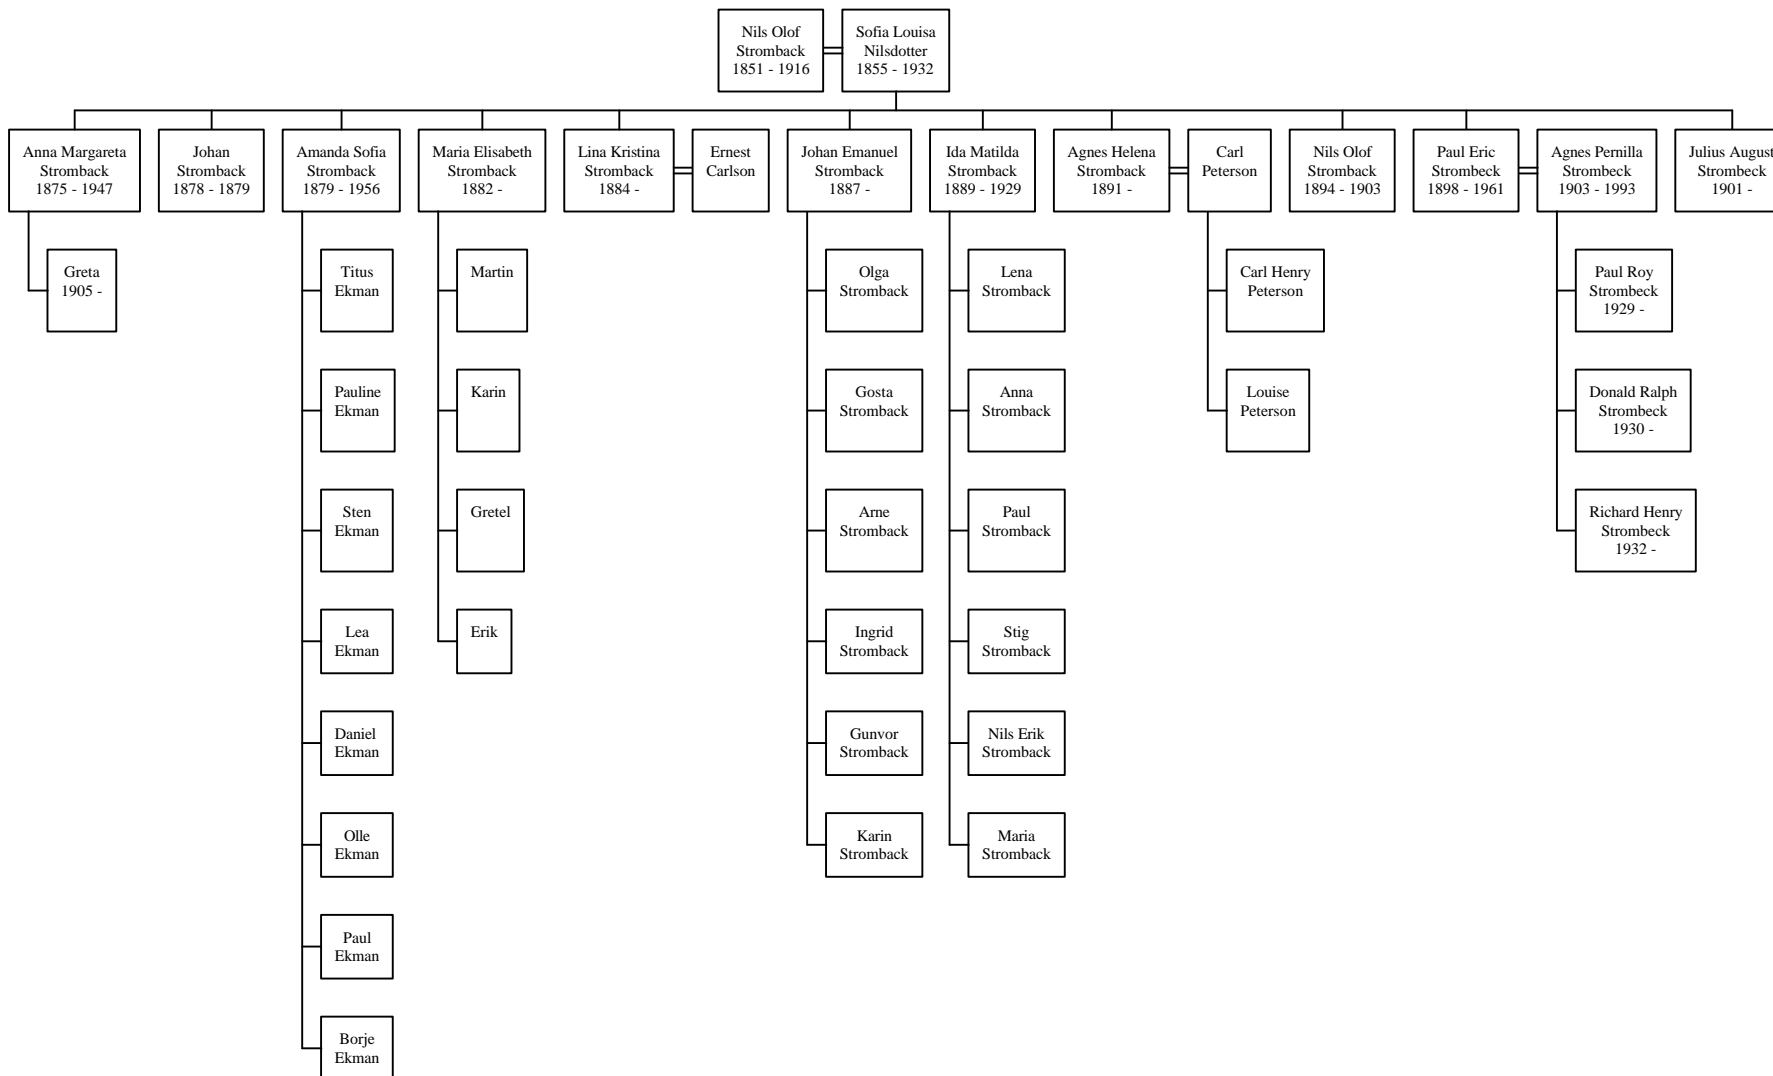 Nils Olof
Stromback
1851 - 1916
Sofia Louisa
Nilsdotter
1855 - 1932
Anna Margareta
Stromback
1875 - 1947
Johan
Stromback
1878 - 1879
Amanda Sofia
Stromback
1879 - 1956
Maria Elisabeth
Stromback
1882 -
Lina Kristina
Stromback
1884 -
Ernest
Carlson
Johan Emanuel
Stromback
1887 -
Ida Matilda
Stromback
1889 - 1929
Agnes Helena
Stromback
1891 -
Carl
Peterson
Nils Olof
Stromback
1894 - 1903
Paul Eric
Strombeck
1898 - 1961
Agnes Pernilla
Strombeck
1903 - 1993
Julius August
Strombeck
1901 -
Greta
1905 -
Titus
Ekman
Pauline
Ekman
Sten
Ekman
Lea
Ekman
Daniel
Ekman
Olle
Ekman
Paul
Ekman
Borje
Ekman
Martin
Karin
Gretel
Erik
Olga
Stromback
Gosta
Stromback
Arne
Stromback
Ingrid
Stromback
Gunvor
Stromback
Karin
Stromback
Lena
Stromback
Anna
Stromback
Paul
Stromback
Stig
Stromback
Nils Erik
Stromback
Maria
Stromback
Carl Henry
Peterson
Louise
Peterson
Paul Roy
Strombeck
1929 -
Donald Ralph
Strombeck
1930 -
Richard Henry
Strombeck
1932 -